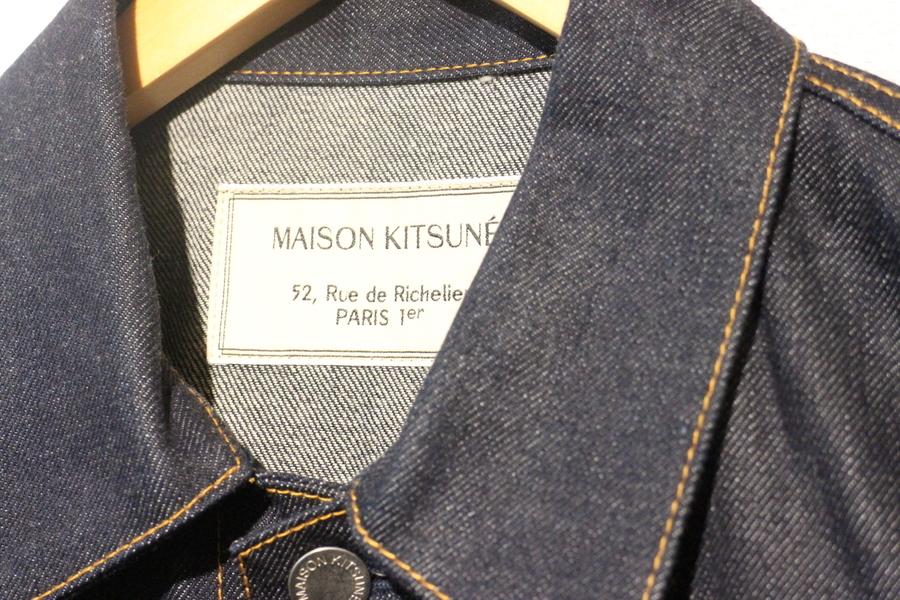 MAISON KITSUNÉ
52, Rue de Richelieu
PARIS 1er
MAISON KITSUNÉ